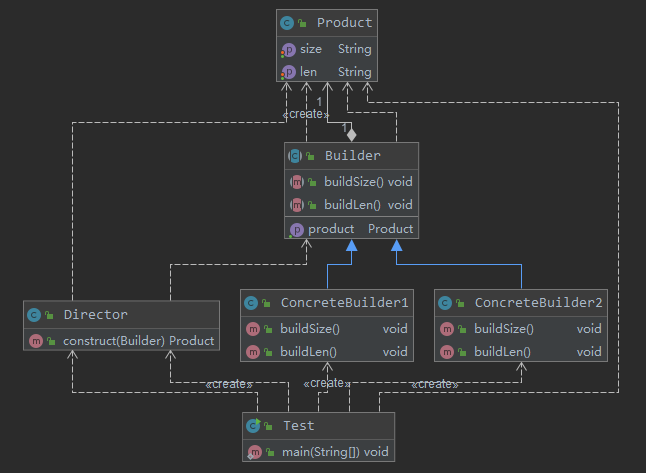 Product
size String
len String
1
«create»
1
Builder
buildSize() void
buildLen() void
product Product
Director
construct(Builder) Product
ConcreteBuilder1
buildSize() void
buildLen() void
ConcreteBuilder2
buildSize() void
buildLen() void
«create»
«create»
«create»
Test
main(String[]) void